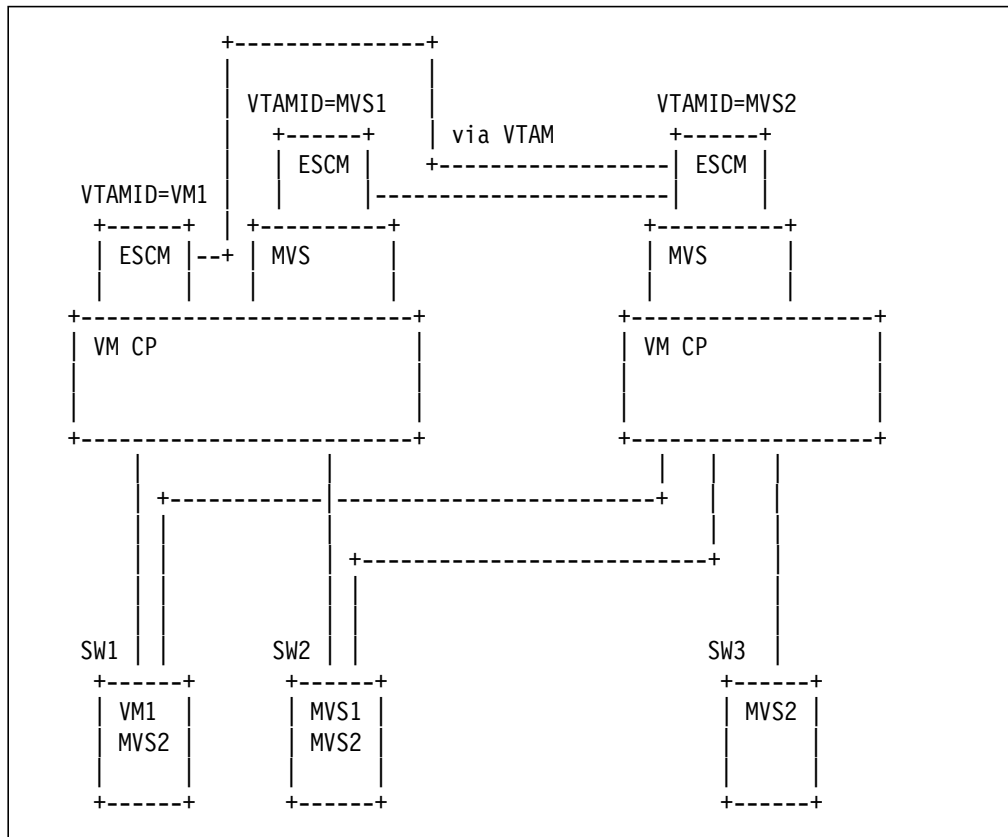 VTAMID=MVS1 VTAMID=MVS2
via VTAM
ESCM ESCM
VTAMID=VM1
ESCM MVS MVS
VM CP VM CP
SW1 SW2 SW3
VM1 MVS1 MVS2
MVS2 MVS2